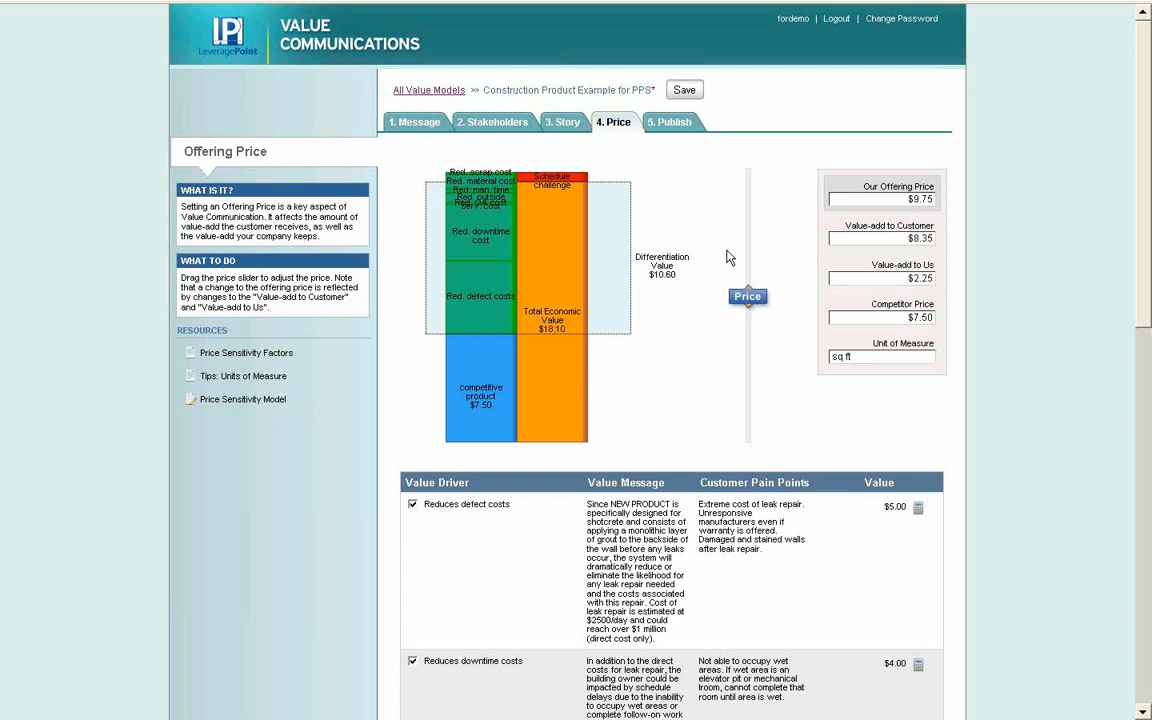 fordemo | Logout | Change Password
LP
LeveragePoint
VALUE
COMMUNICATIONS
All Value Models >> Construction Product Example for PPS* Save
1. Message 2. Stakeholders 3. Story 4. Price 5. Publish
Offering Price
WHAT IS IT?
Setting an Offering Price is a key aspect of
Value Communication. It affects the amount of
value-add the customer receives, as well as
the value-add your company keeps.
WHAT TO DO
Drag the price slider to adjust the price. Note
that a change to the offering price is reflected
by changes to the "Value-add to Customer"
and "Value-add to Us".
RESOURCES
Price Sensitivity Factors
Tips: Units of Measure
Price Sensitivity Model
Red. scrap cost
Red. material cost
Red. man. time
Red. outside
serv. cost
Red. downtime
cost
Red. defect costs
competitive
product
$7.50
Schedule
challenge
Total Economic
Value
$18.10
Differentiation
Value
$10.60
Price
Our Offering Price
$9.75
Value-add to Customer
$8.35
Value-add to Us
$2.25
Competitor Price
$7.50
Unit of Measure
sq ft
Value Driver Value Message Customer Pain Points Value
Reduces defect costs
Since NEW PRODUCT is
specifically designed for
shotcrete and consists of
applying a monolithic layer
of grout to the backside of
the wall before any leaks
occur, the system will
dramatically reduce or
eliminate the likelihood for
any leak repair needed
and the costs associated
with this repair. Cost of
leak repair is estimated at
$2500/day and could
reach over $1 million
(direct cost only).
Extreme cost of leak repair.
Unresponsive
manufacturers even if
warranty is offered.
Damaged and stained walls
after leak repair.
$5.00
Reduces downtime costs
In addition to the direct
costs for leak repair, the
building owner could be
impacted by schedule
delays due to the inability
to occupy wet areas or
complete follow-on work
Not able to occupy wet
areas. If wet area is an
elevator pit or mechanical
lroom, cannot complete that
room until area is wet.
$4.00